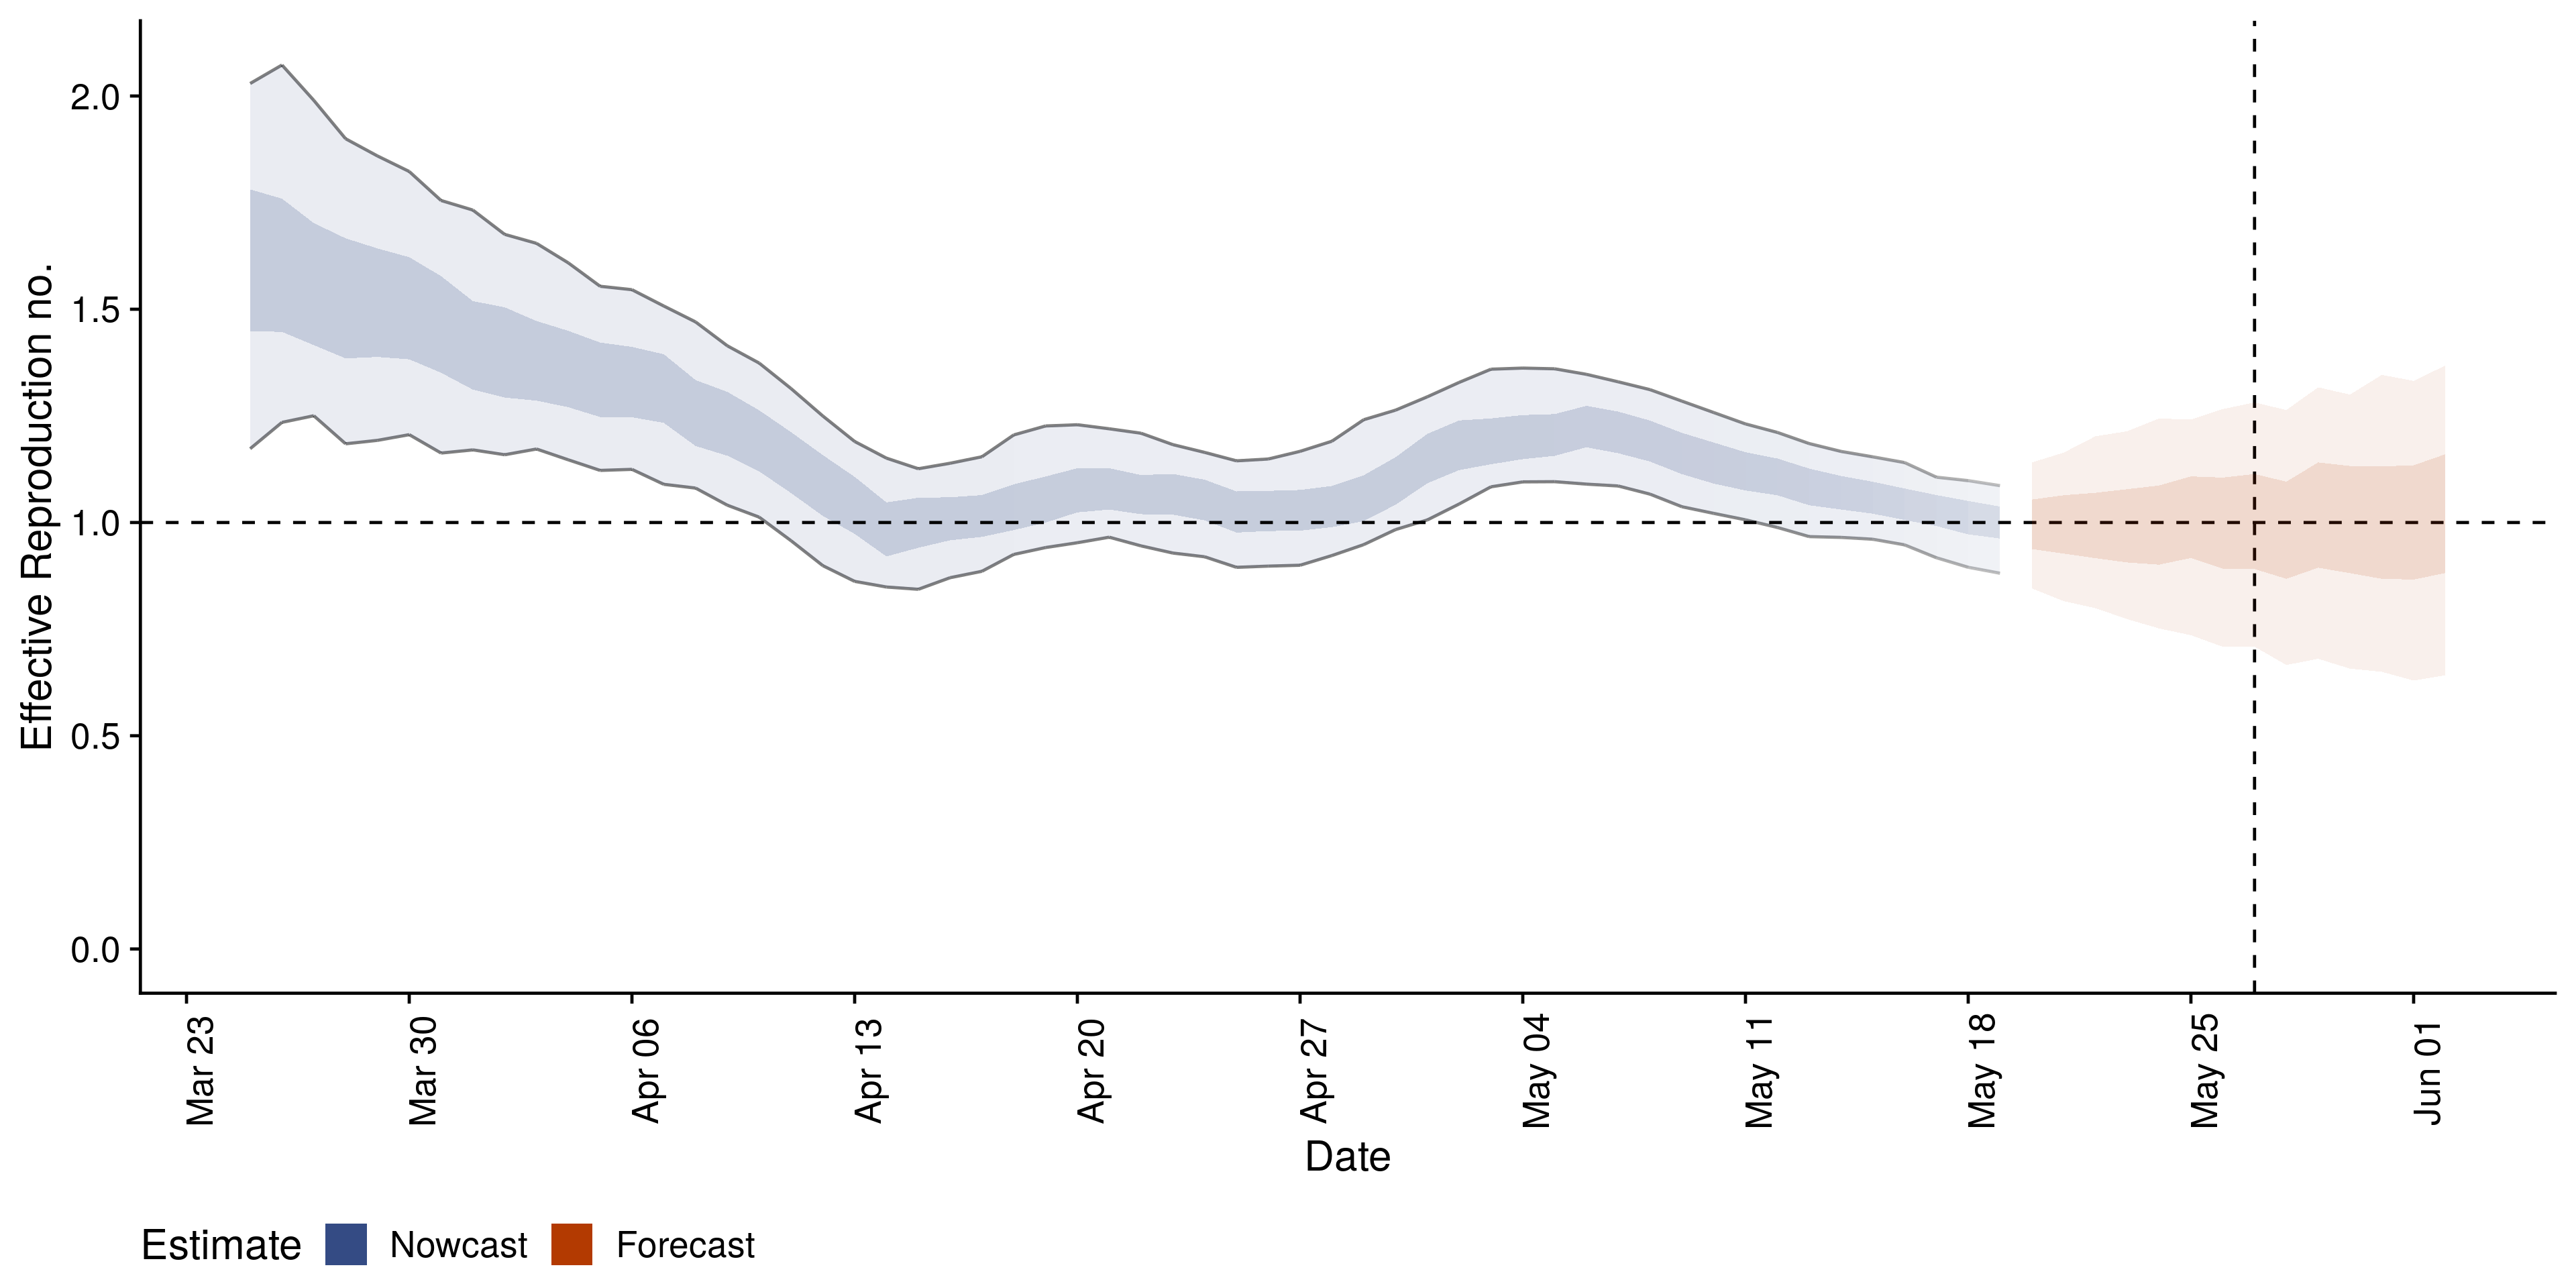 Effective Reproduction no.
2.0
1.5
1.0
0.5
0.0
Mar 23
Mar 30
Apr 06
Apr 13
Apr 20
Apr 27
May 04
May 11
May 18
May 25
Jun 01
Date
Estimate Nowcast Forecast